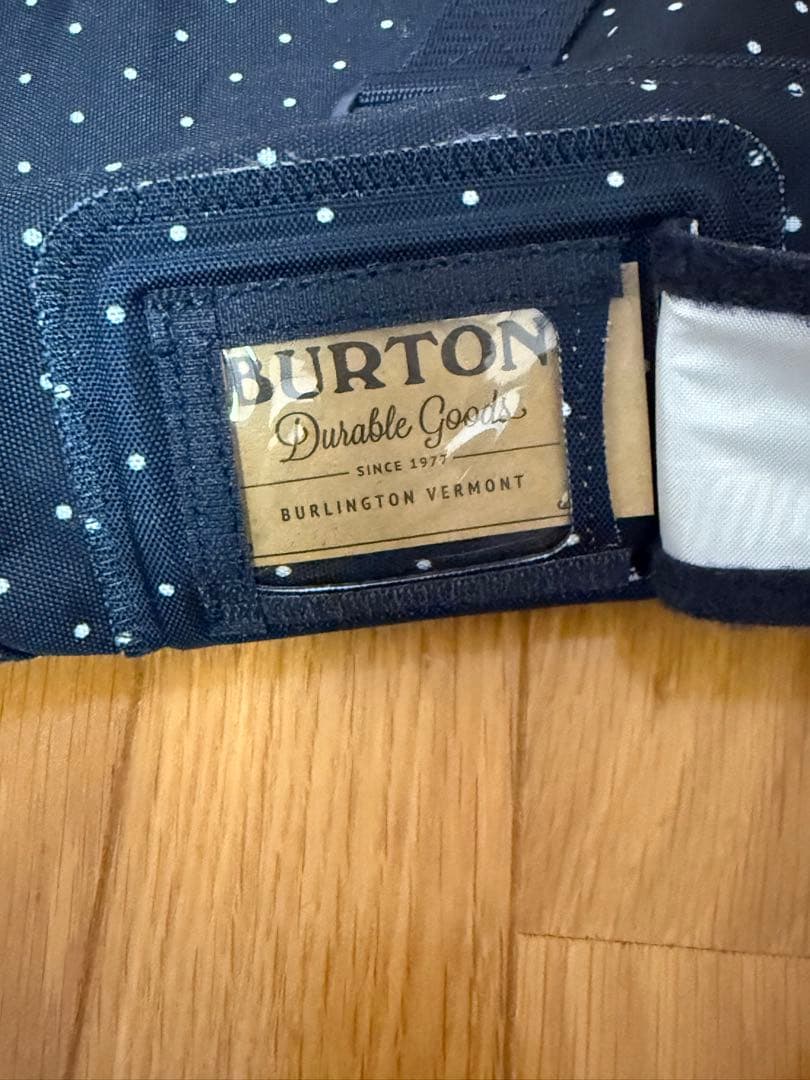 BURTON
Durable Goods
SINCE 1977
BURLINGTON VERMONT